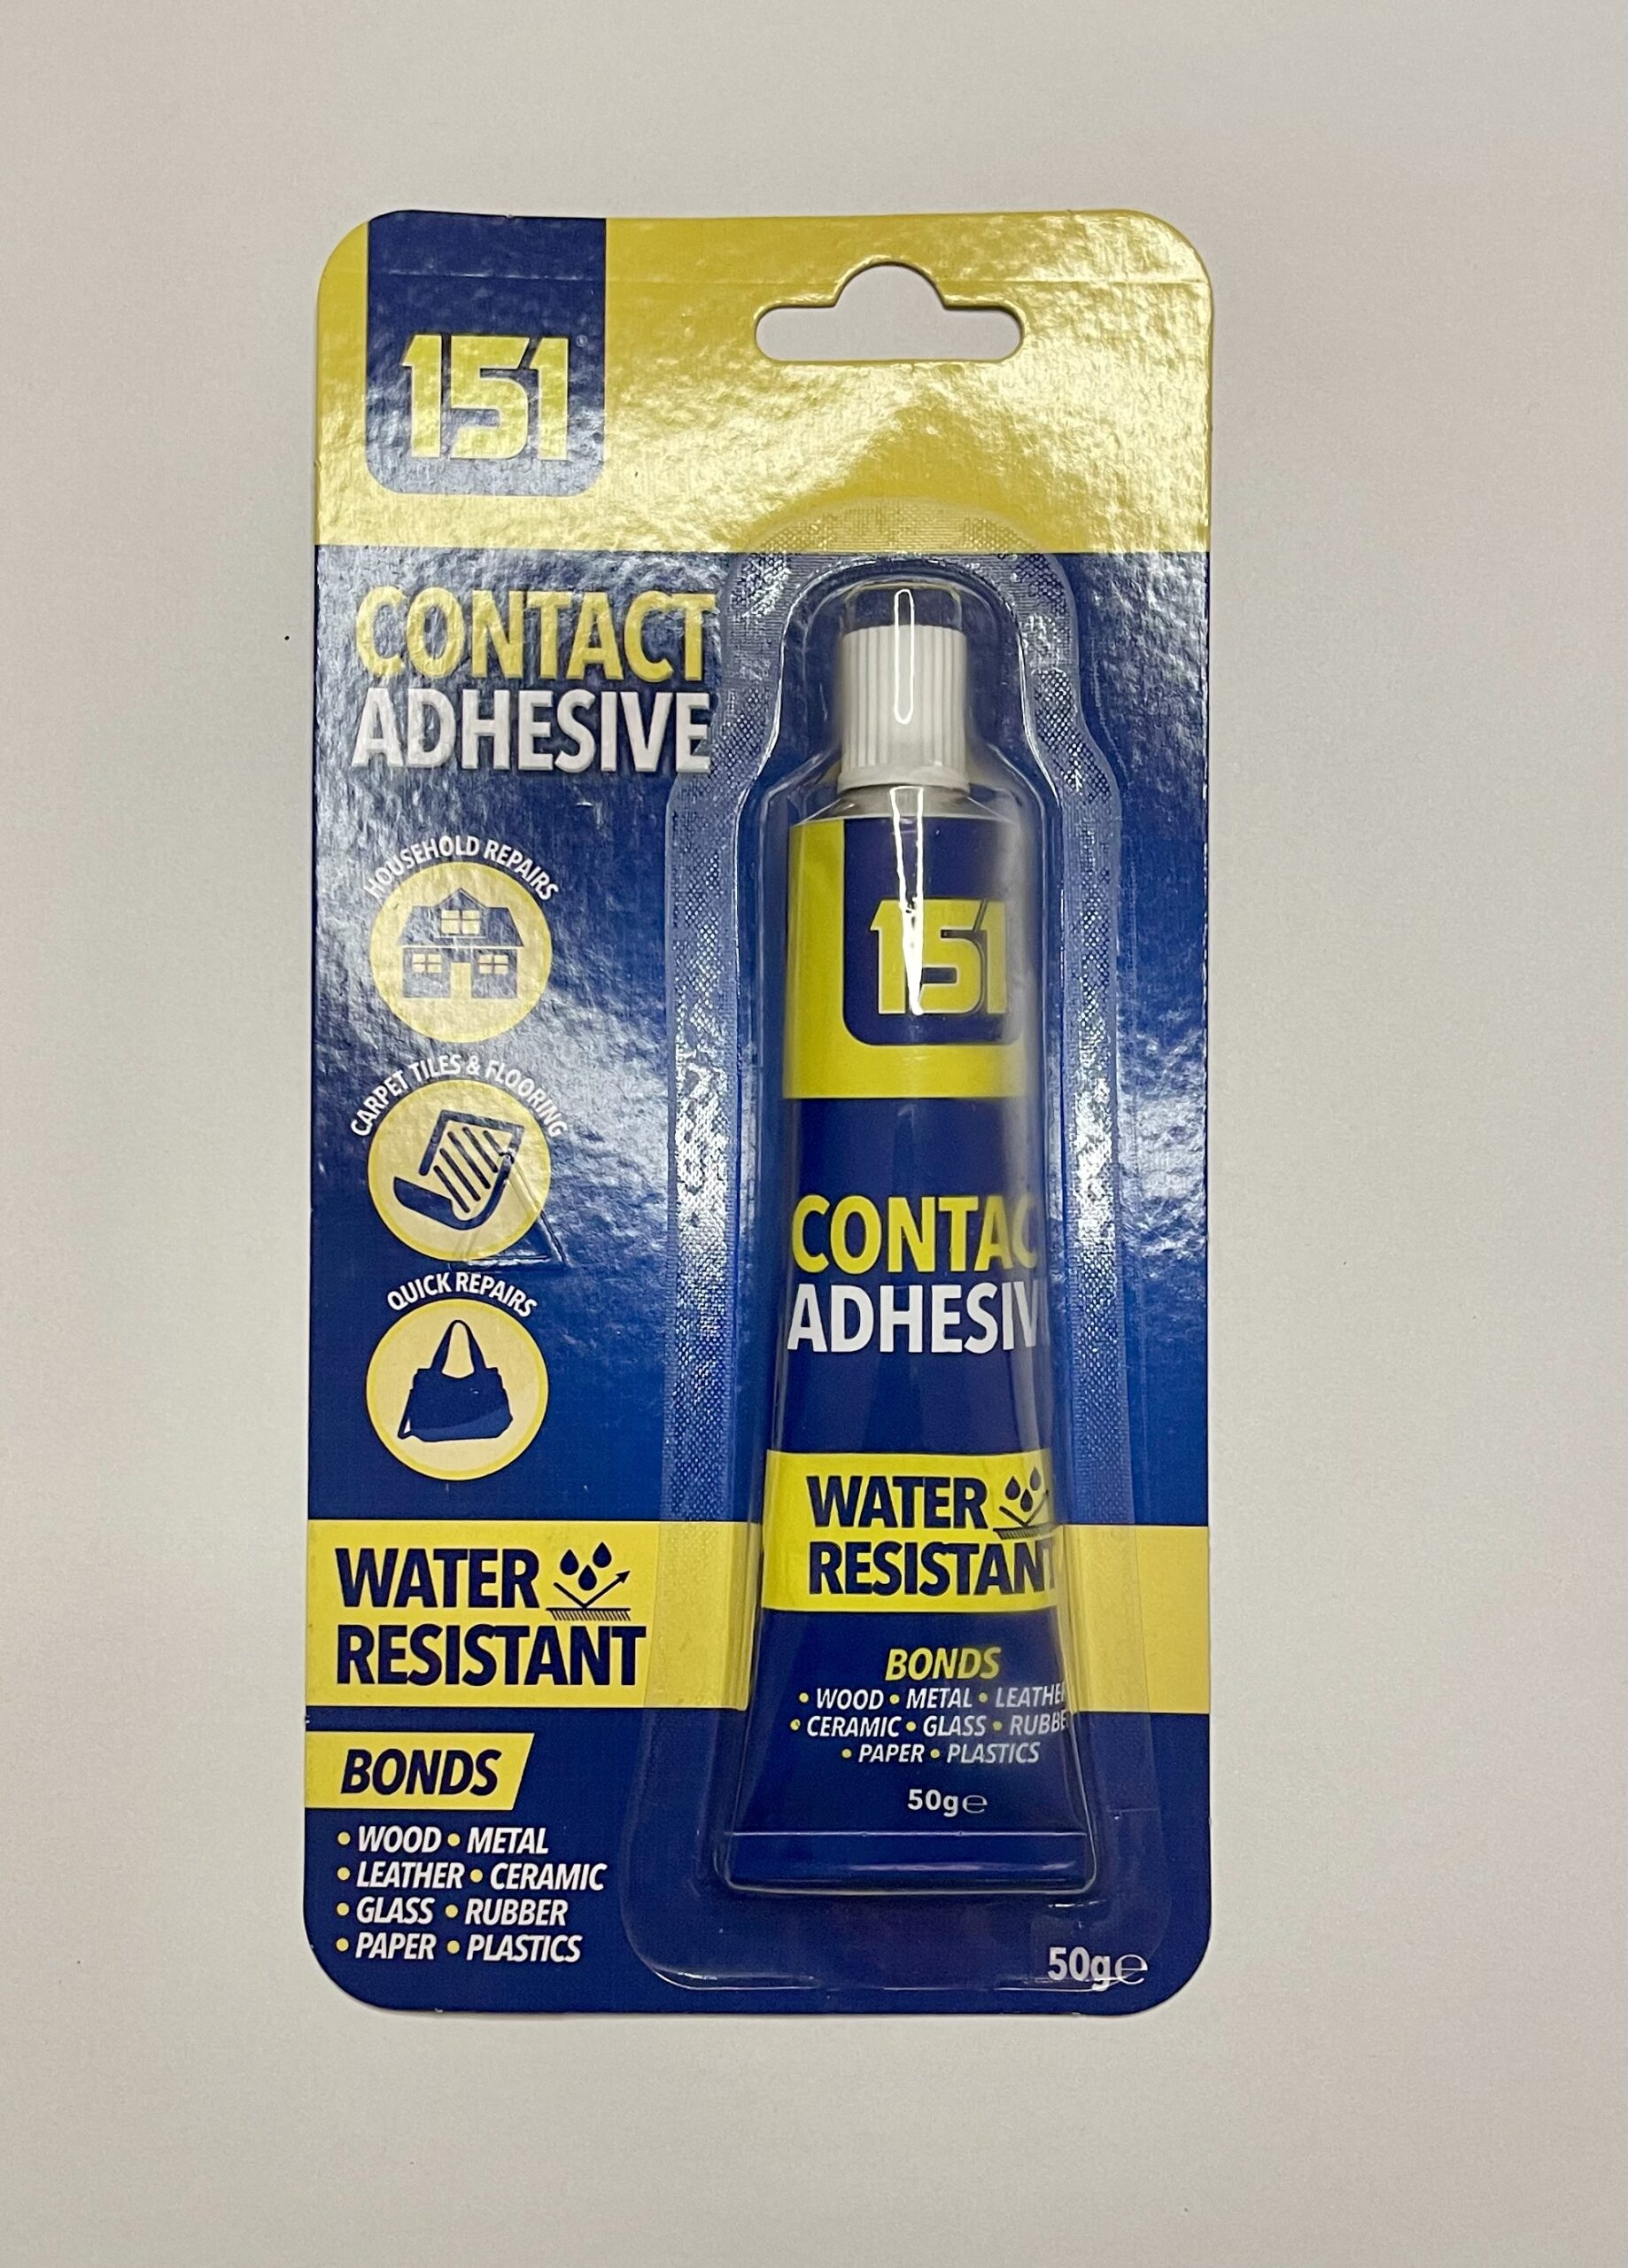 151
CONTACT
ADHESIVE
HOUSEHOLD REPAIRS
CARPET TILES & FLOORING
QUICK REPAIRS
WATER
RESISTANT
BONDS
• WOOD • METAL
• LEATHER • CERAMIC
• GLASS • RUBBER
• PAPER • PLASTICS
50g℮
151
CONTAC
ADHESIV
WATER
RESISTANT
BONDS
• WOOD • METAL • LEATHE
• CERAMIC • GLASS • RUBBE
• PAPER • PLASTICS
50g℮